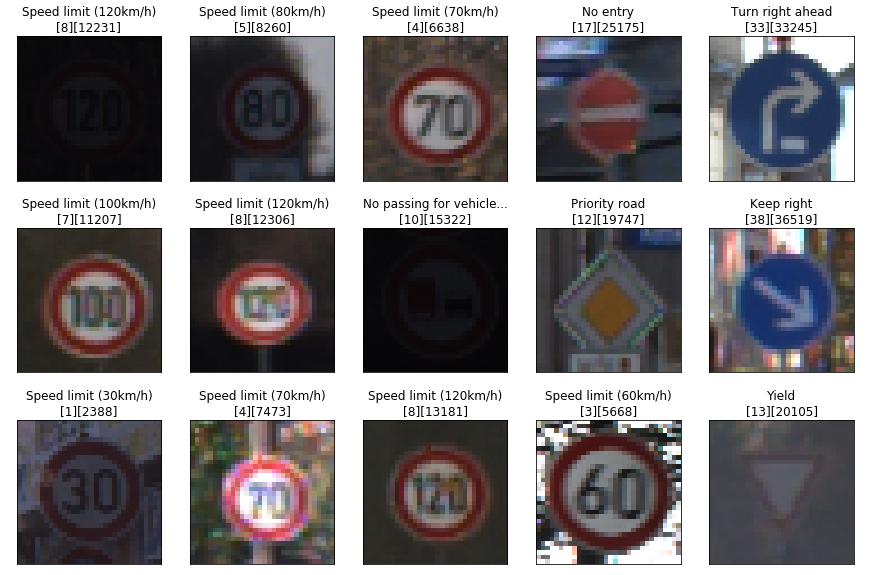 Speed limit (120km/h)
[8][12231]
Speed limit (80km/h)
[5][8260]
Speed limit (70km/h)
[4][6638]
No entry
[17][25175]
Turn right ahead
[33][33245]
120
80
70
Speed limit (100km/h)
[7][11207]
Speed limit (120km/h)
[8][12306]
No passing for vehicle...
[10][15322]
Priority road
[12][19747]
Keep right
[38][36519]
100
120
Speed limit (30km/h)
[1][2388]
Speed limit (70km/h)
[4][7473]
Speed limit (120km/h)
[8][13181]
Speed limit (60km/h)
[3][5668]
Yield
[13][20105]
30
70
120
60